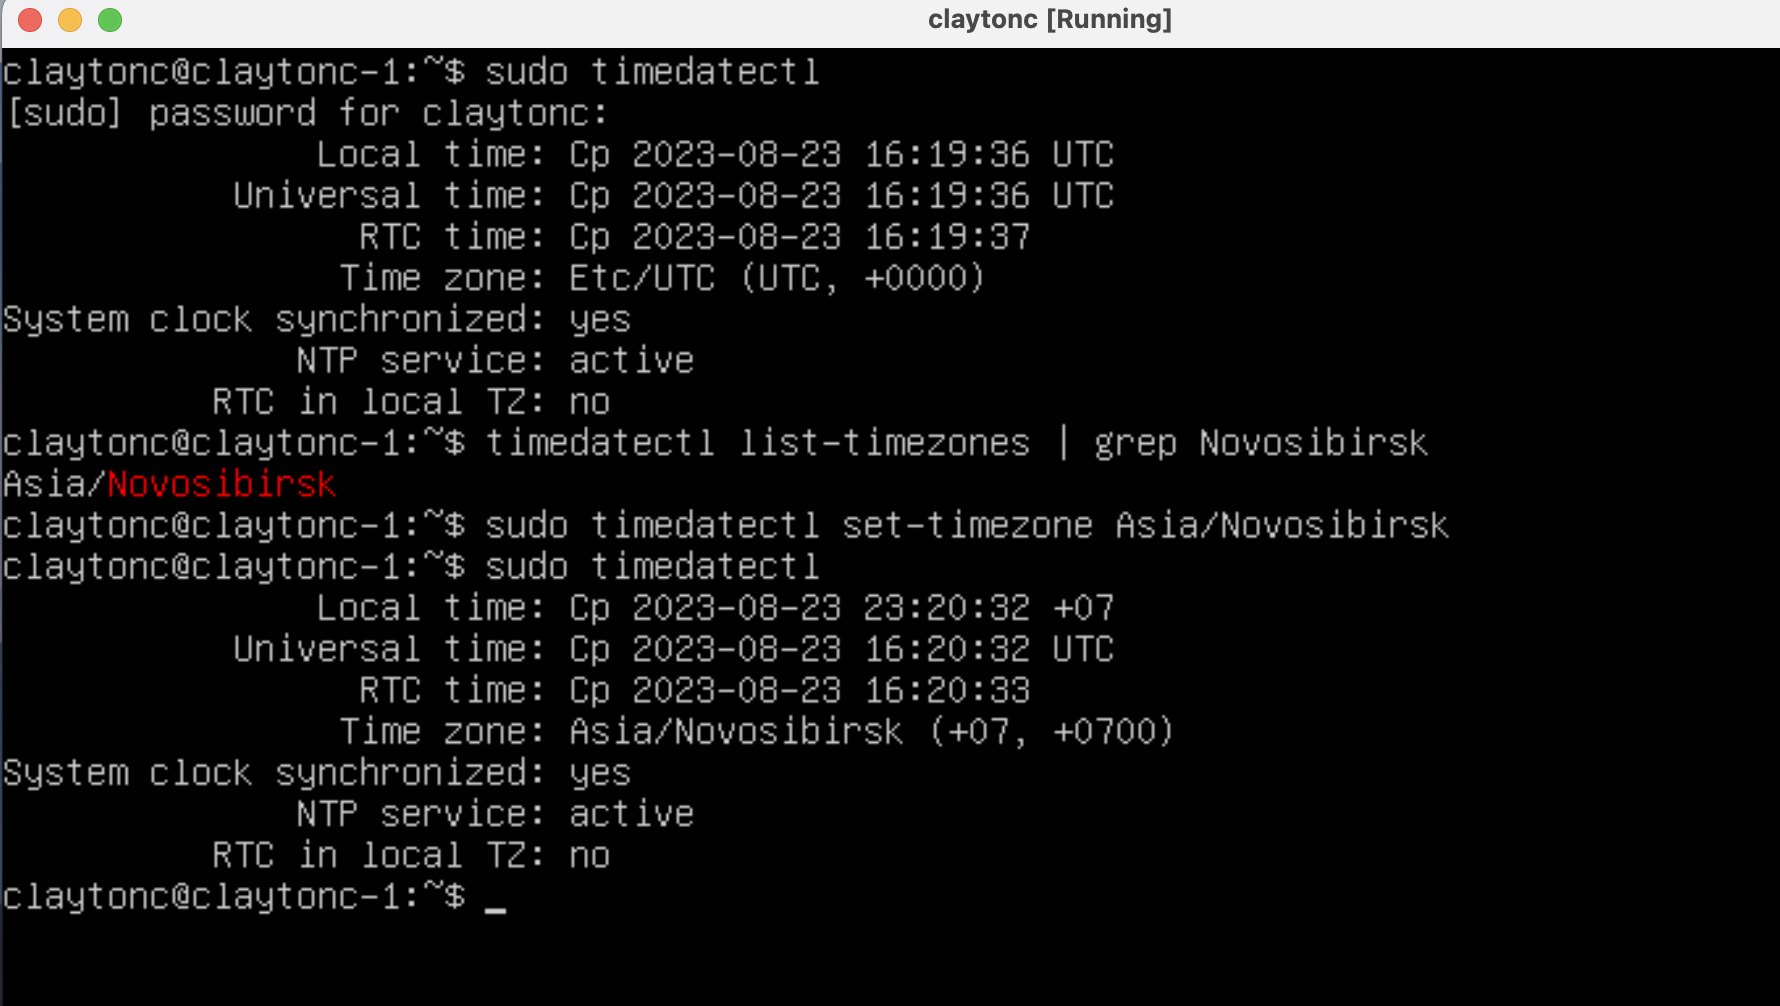 claytonc [Running]
claytonc@claytonc-1:~$ sudo timedatectl
[sudo] password for claytonc:
Local time: Ср 2023-08-23 16:19:36 UTC
Universal time: Ср 2023-08-23 16:19:36 UTC
RTC time: Ср 2023-08-23 16:19:37
Time zone: Etc/UTC (UTC, +0000)
System clock synchronized: yes
NTP service: active
RTC in local TZ: no
claytonc@claytonc-1:~$ timedatectl list-timezones | grep Novosibirsk
Asia/Novosibirsk
claytonc@claytonc-1:~$ sudo timedatectl set-timezone Asia/Novosibirsk
claytonc@claytonc-1:~$ sudo timedatectl
Local time: Ср 2023-08-23 23:20:32 +07
Universal time: Ср 2023-08-23 16:20:32 UTC
RTC time: Ср 2023-08-23 16:20:33
Time zone: Asia/Novosibirsk (+07, +0700)
System clock synchronized: yes
NTP service: active
RTC in local TZ: no
claytonc@claytonc-1:~$ _